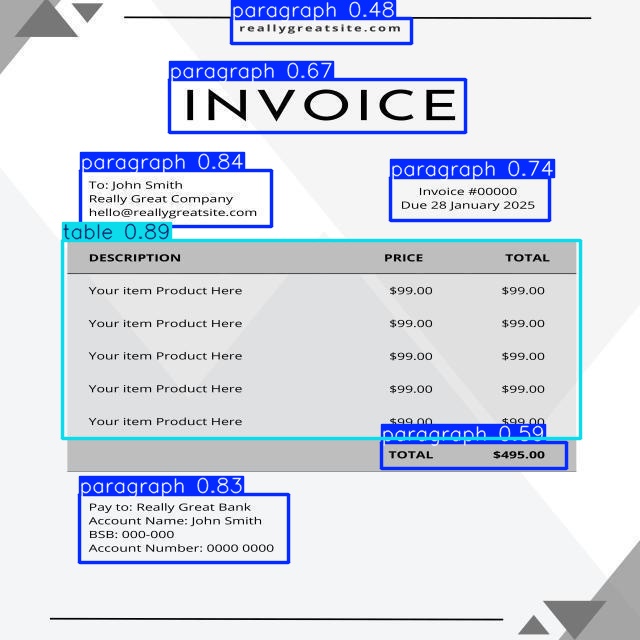 paragraph 0.48
reallygreatsite.com
paragraph 0.67
INVOICE
paragraph 0.84
To: John Smith
Really Great Company
hello@reallygreatsite.com
paragraph 0.74
Invoice #00000
Due 28 January 2025
table 0.89
DESCRIPTION PRICE TOTAL
Your item Product Here $99.00 $99.00
Your item Product Here $99.00 $99.00
Your item Product Here $99.00 $99.00
Your item Product Here $99.00 $99.00
Your item Product Here $99.00 $99.00
paragraph 0.59
TOTAL $495.00
paragraph 0.83
Pay to: Really Great Bank
Account Name: John Smith
BSB: 000-000
Account Number: 0000 0000